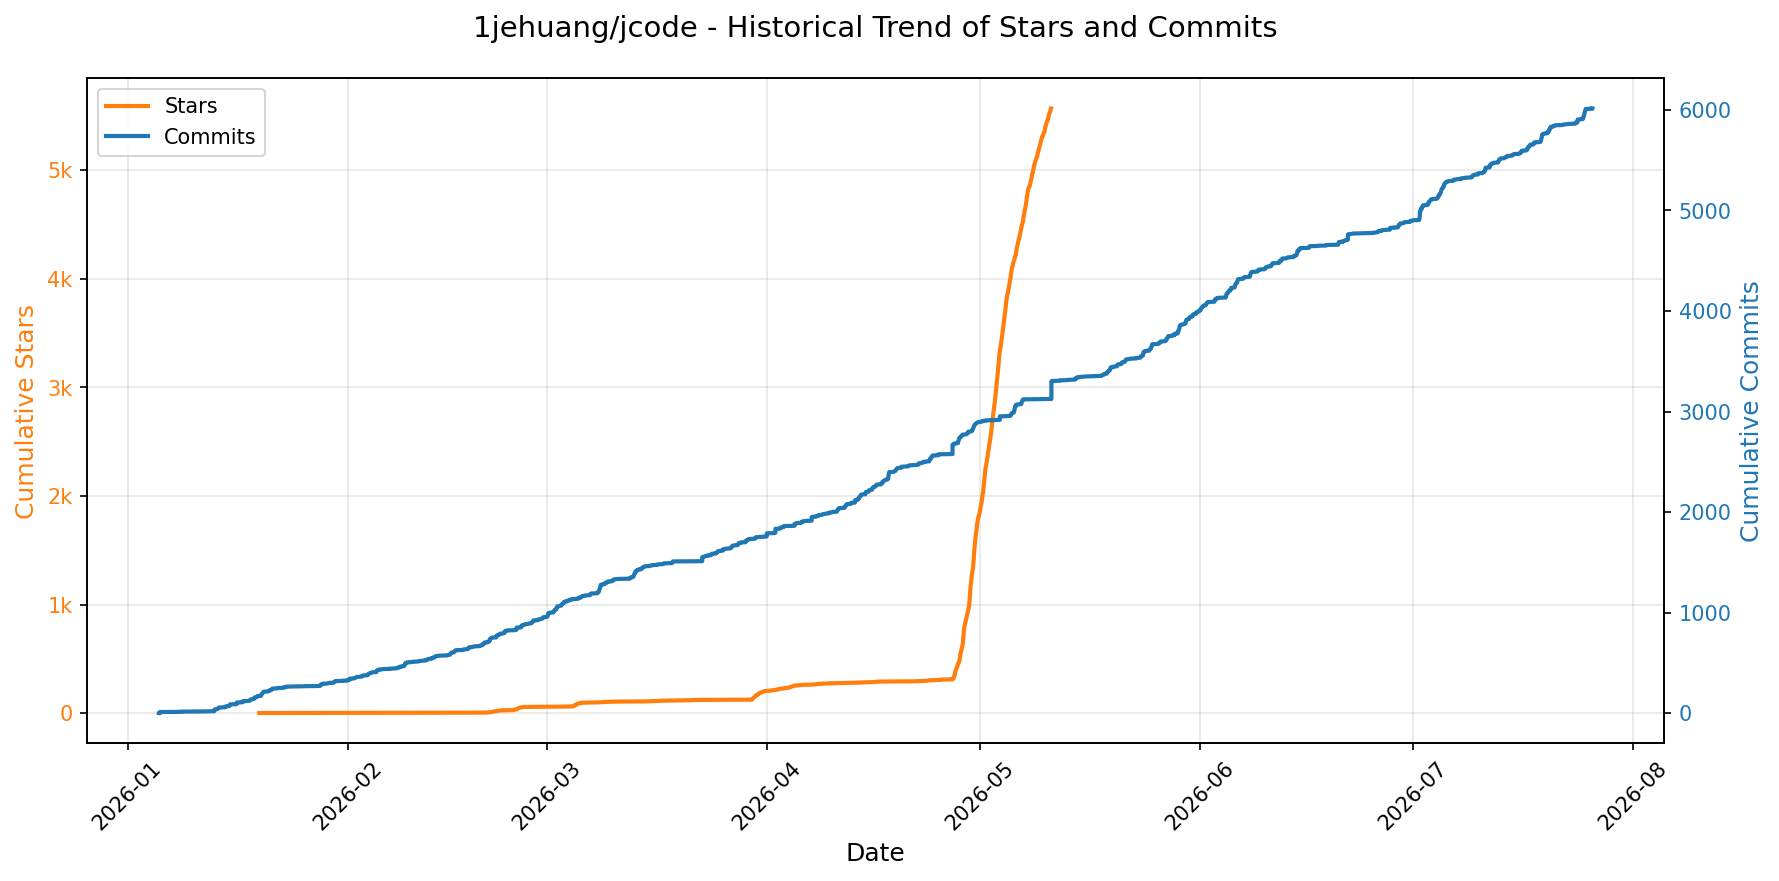 1jehuang/jcode - Historical Trend of Stars and Commits
Stars
Commits
5k
4k
3k
2k
1k
0
Cumulative Stars
6000
5000
4000
3000
2000
1000
0
Cumulative Commits
2026-01
2026-02
2026-03
2026-04
2026-05
2026-06
2026-07
2026-08
Date